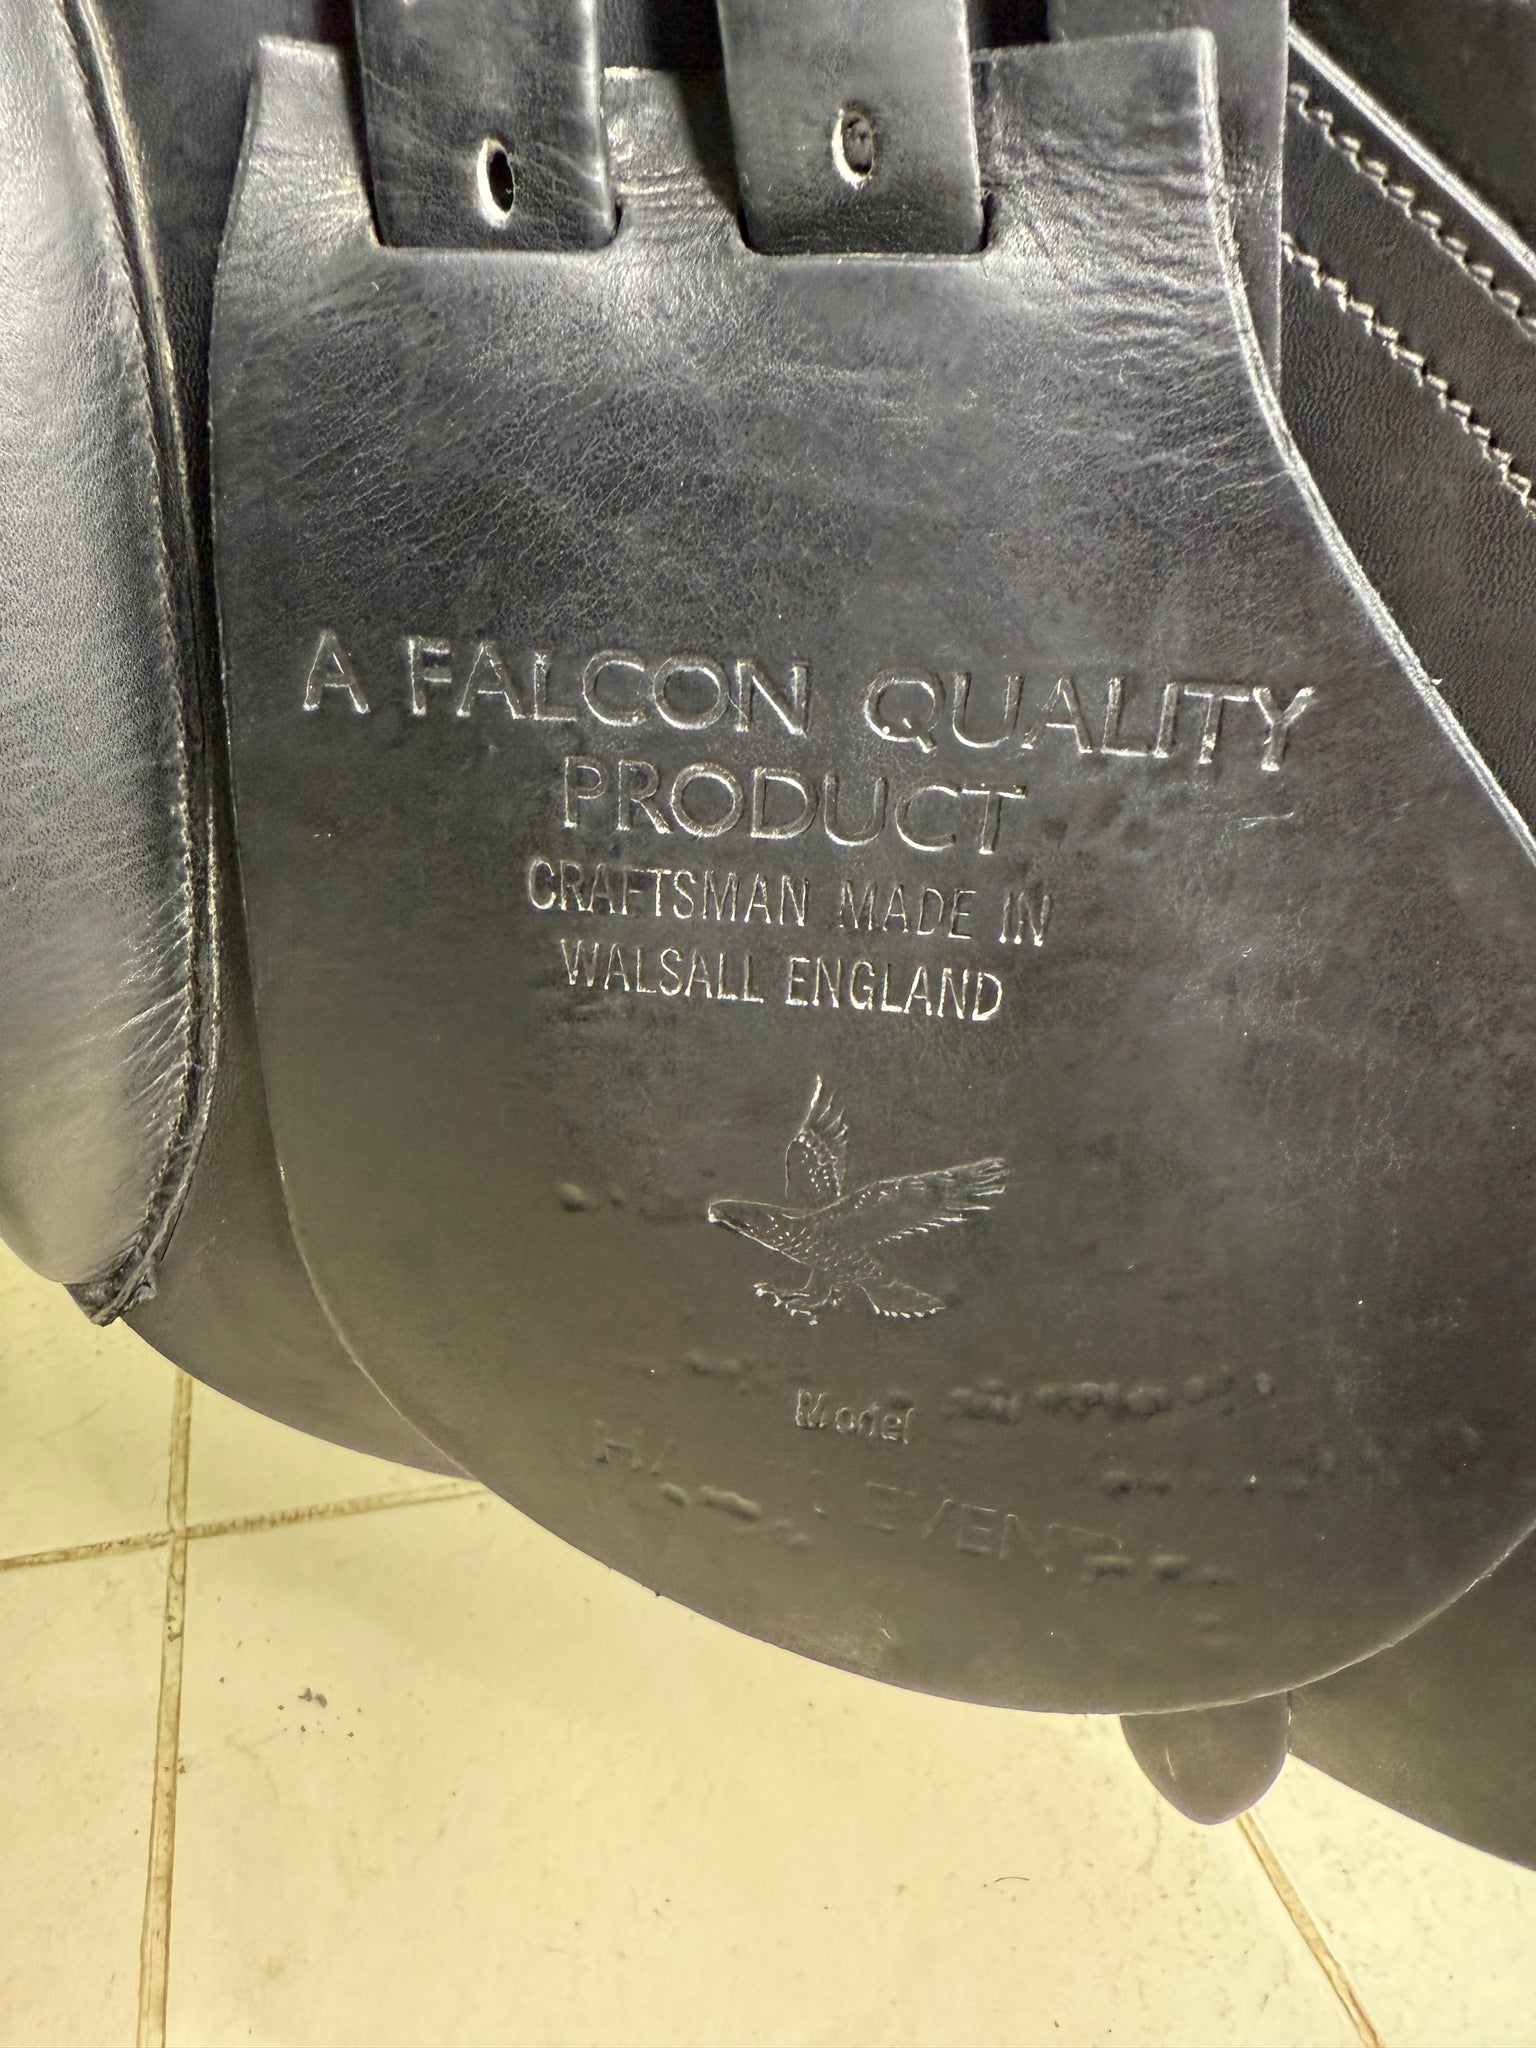 A FALCON QUALITY
PRODUCT
CRAFTSMAN MADE IN
WALSALL ENGLAND
Model